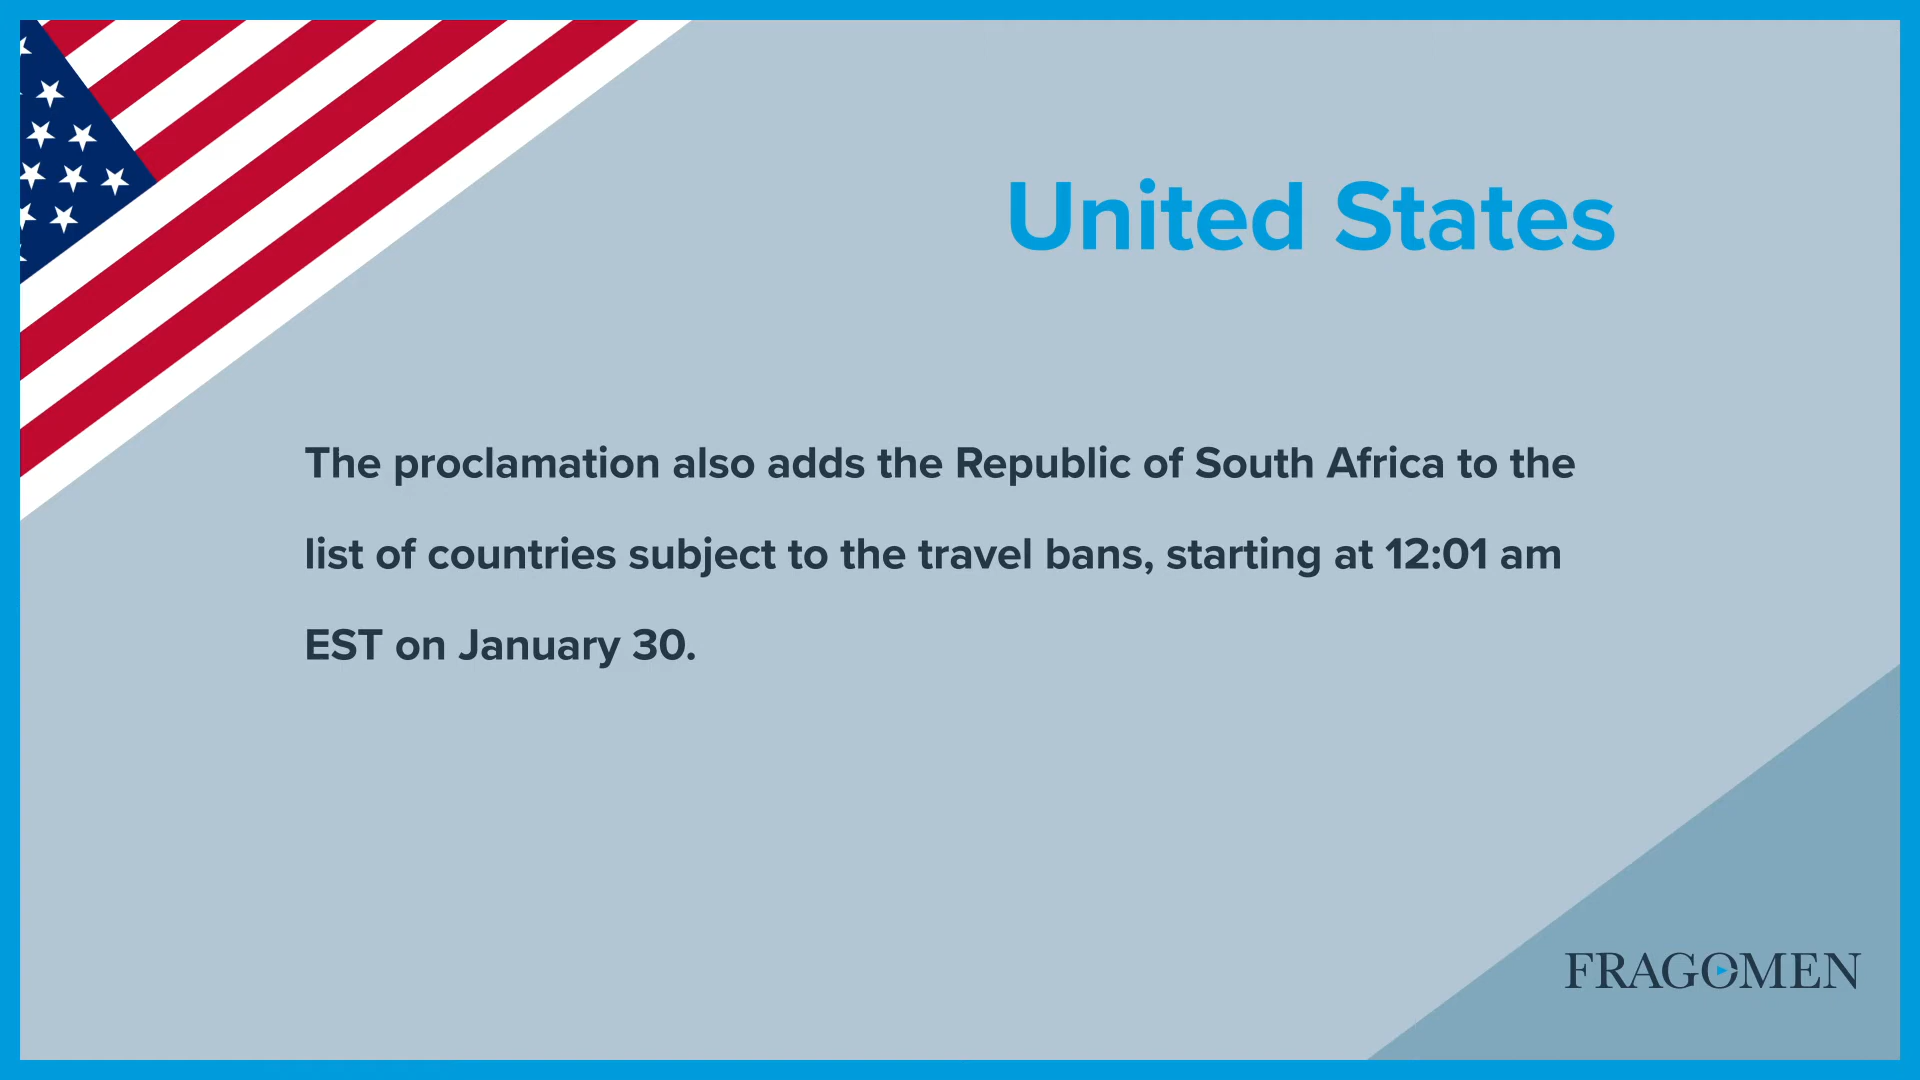 United States
The proclamation also adds the Republic of South Africa to the
list of countries subject to the travel bans, starting at 12:01 am
EST on January 30.
FRAGOMEN